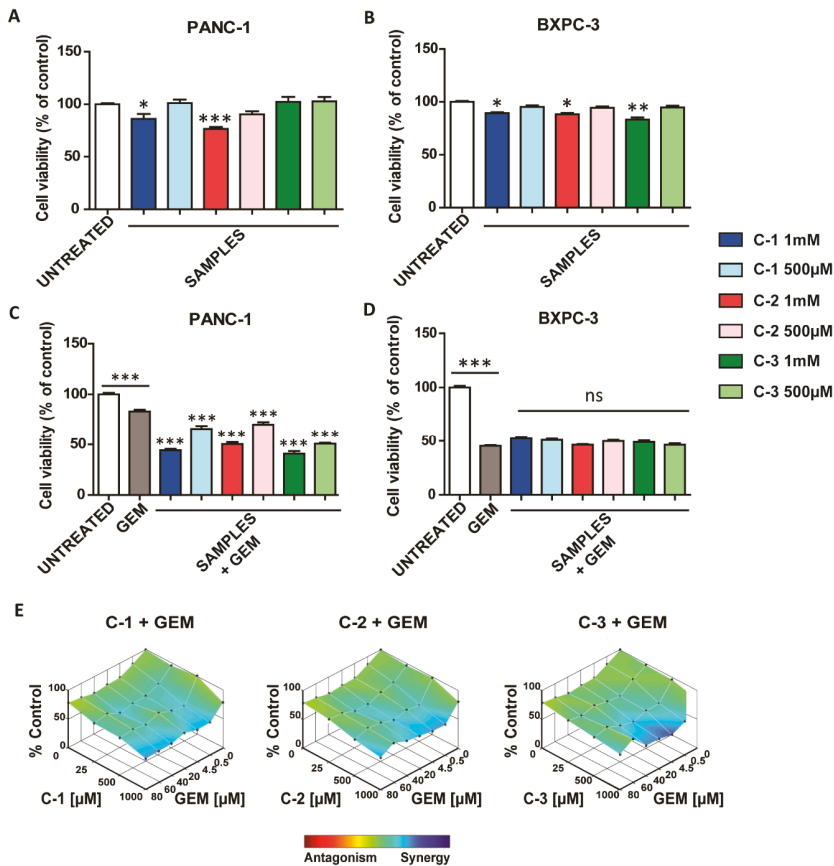 A
PANC-1
Cell viability (% of control)
150
100
50
0
*
***
UNTREATED
SAMPLES
B
BXPC-3
Cell viability (% of control)
150
100
50
0
*
*
**
UNTREATED
SAMPLES
C-1 1mM
C-1 500µM
C-2 1mM
C-2 500µM
C-3 1mM
C-3 500µM
C
PANC-1
Cell viability (% of control)
150
100
50
0
***
***
***
***
***
***
***
UNTREATED
GEM
SAMPLES
+ GEM
D
BXPC-3
Cell viability (% of control)
150
100
50
0
***
ns
UNTREATED
GEM
SAMPLES
+ GEM
E
C-1 + GEM
% Control
100
50
0
0
25
500
1000
C-1 [µM]
80
60
40
20
4.5
0.5
0
GEM [µM]
C-2 + GEM
% Control
100
50
0
0
25
500
1000
C-2 [µM]
80
60
40
20
4.5
0.5
0
GEM [µM]
C-3 + GEM
% Control
100
50
0
0
25
500
1000
C-3 [µM]
80
60
40
20
4.5
0.5
0
GEM [µM]
Antagonism Synergy